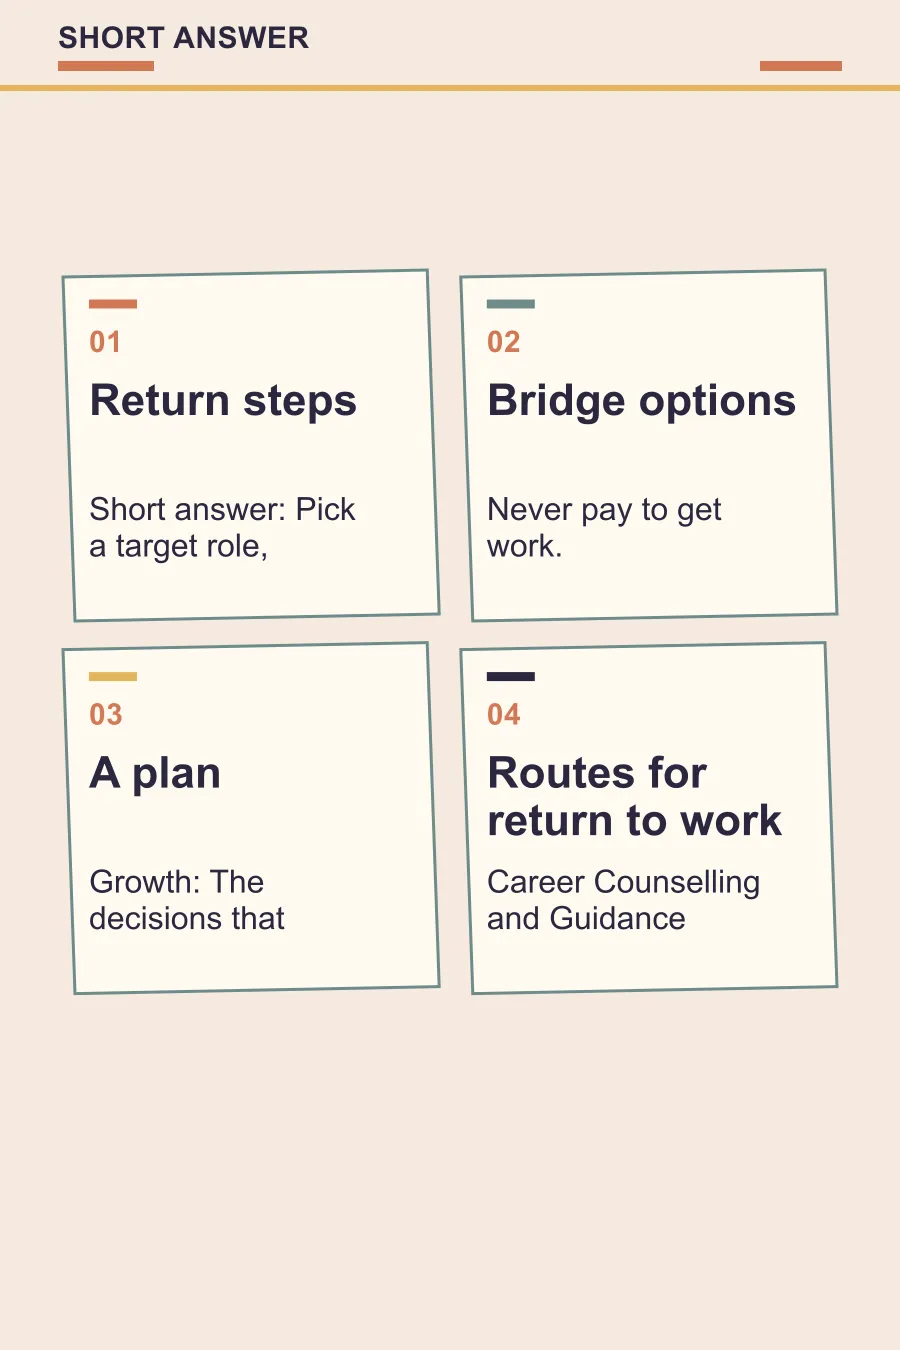 SHORT ANSWER
01
Return steps
Short answer: Pick
a target role,
02
Bridge options
Never pay to get
work.
03
A plan
Growth: The
decisions that
04
Routes for
return to work
Career Counselling
and Guidance